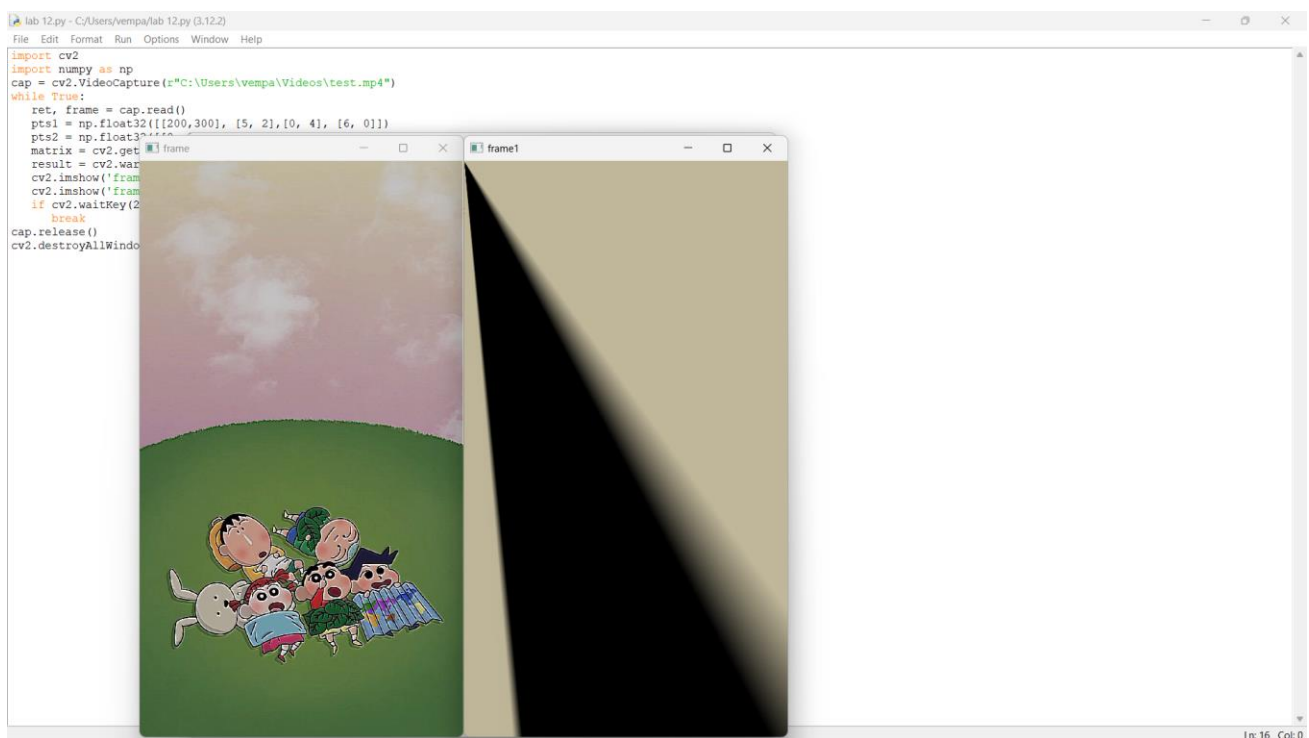 lab 12.py - C:/Users/vempa/lab 12.py (3.12.2)
File Edit Format Run Options Window Help
import cv2
import numpy as np
cap = cv2.VideoCapture(r"C:\Users\vempa\Videos\test.mp4")
while True:
ret, frame = cap.read()
pts1 = np.float32([[200,300], [5, 2],[0, 4], [6, 0]])
pts2 = np.float32([[0
matrix = cv2.get
result = cv2.war
cv2.imshow('fram
cv2.imshow('fram
if cv2.waitKey(2
break
cap.release()
cv2.destroyAllWindo
frame
frame1
Ln: 16 Col: 0